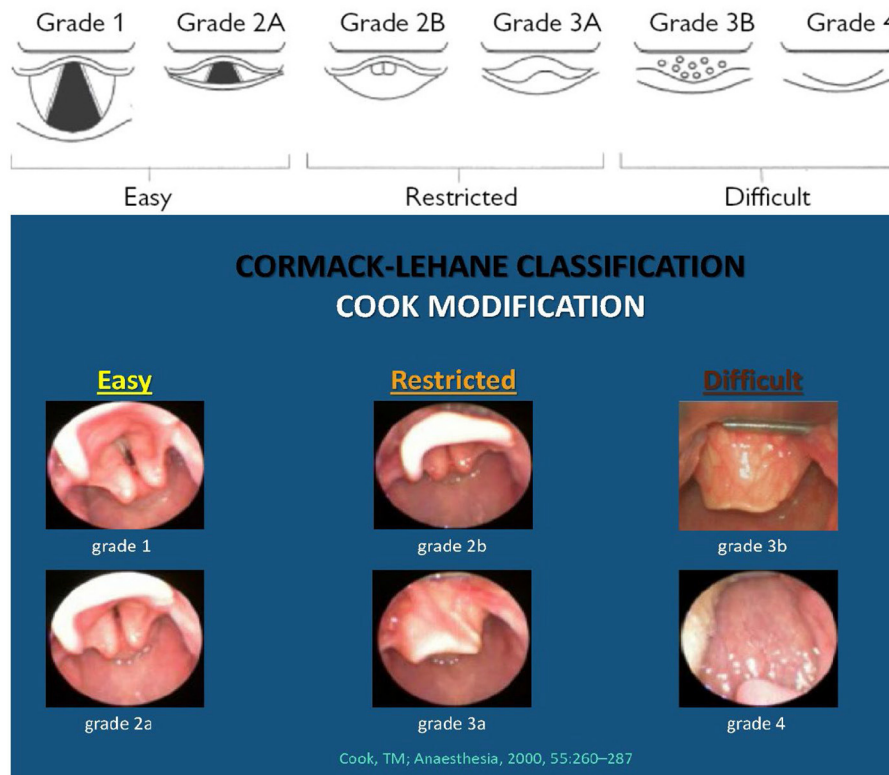 Grade 1 Grade 2A Grade 2B Grade 3A Grade 3B Grade 4
Easy Restricted Difficult
CORMACK-LEHANE CLASSIFICATION
COOK MODIFICATION
Easy Restricted Difficult
grade 1 grade 2b grade 3b
grade 2a grade 3a grade 4
Cook, TM; Anaesthesia, 2000, 55:260–287